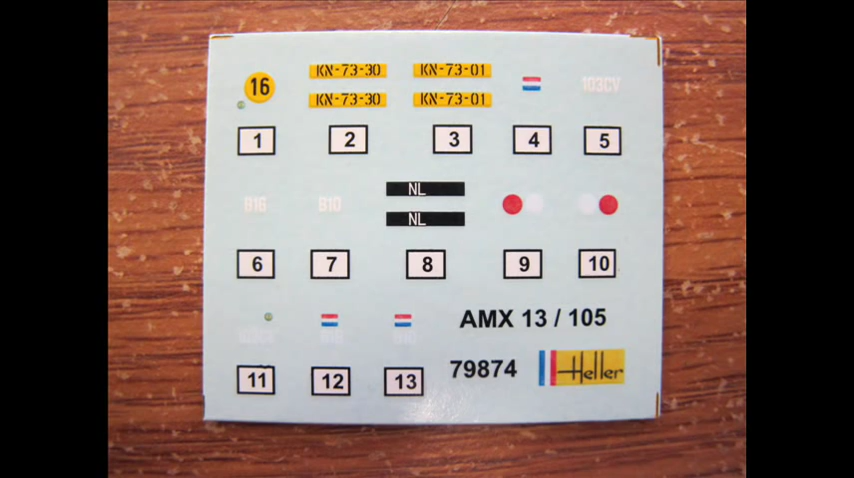 16 KN-73-30 KN-73-01 103CV
KN-73-30 KN-73-01
1 2 3 4 5
B16 B10 NL
NL
6 7 8 9 10
AMX 13 / 105
79874 Heller
11 12 13